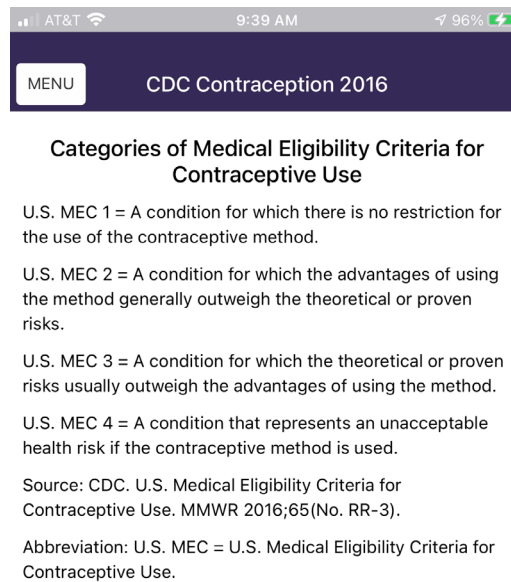 AT&T 9:39 AM 96%
MENU CDC Contraception 2016
Categories of Medical Eligibility Criteria for
Contraceptive Use
U.S. MEC 1 = A condition for which there is no restriction for
the use of the contraceptive method.
U.S. MEC 2 = A condition for which the advantages of using
the method generally outweigh the theoretical or proven
risks.
U.S. MEC 3 = A condition for which the theoretical or proven
risks usually outweigh the advantages of using the method.
U.S. MEC 4 = A condition that represents an unacceptable
health risk if the contraceptive method is used.
Source: CDC. U.S. Medical Eligibility Criteria for
Contraceptive Use. MMWR 2016;65(No. RR-3).
Abbreviation: U.S. MEC = U.S. Medical Eligibility Criteria for
Contraceptive Use.